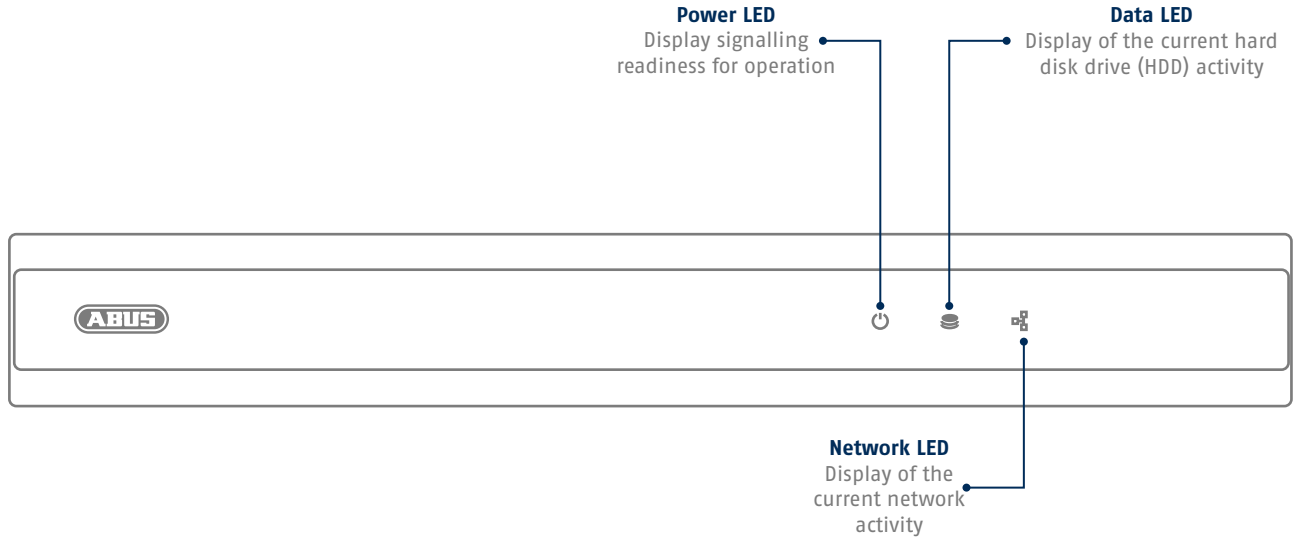 Power LED
Display signalling
readiness for operation
Data LED
Display of the current hard
disk drive (HDD) activity
ABUS
Network LED
Display of the
current network
activity